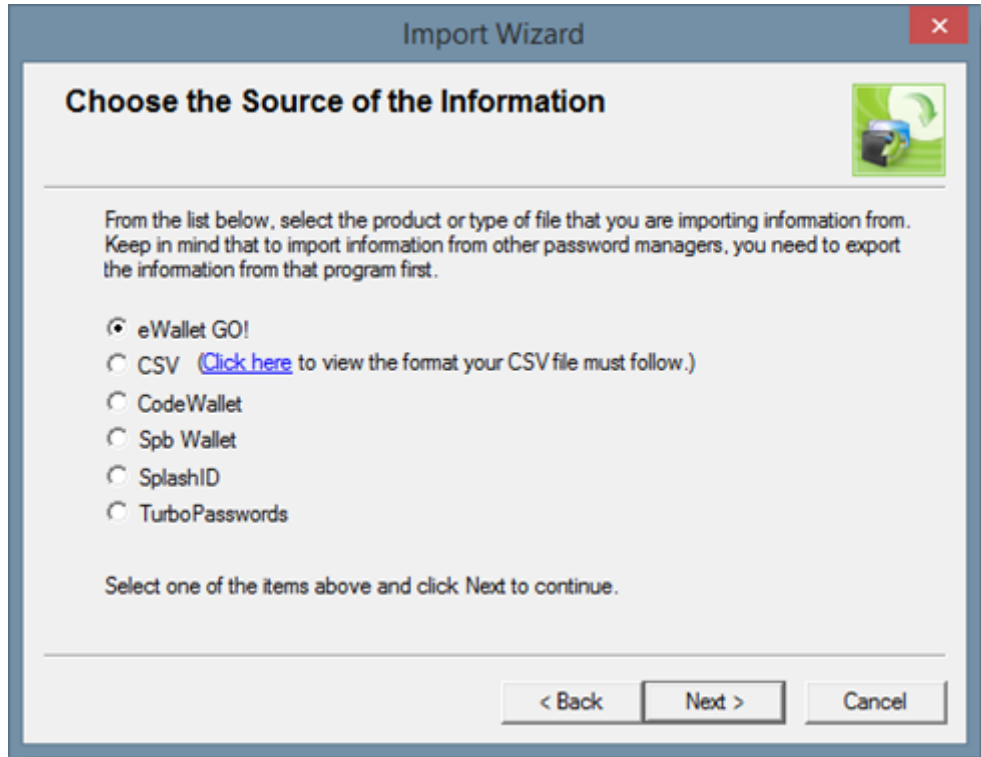 Import Wizard
Choose the Source of the Information
From the list below, select the product or type of file that you are importing information from.
Keep in mind that to import information from other password managers, you need to export
the information from that program first.
eWallet GO!
CSV (Click here to view the format your CSV file must follow.)
CodeWallet
Spb Wallet
SplashID
TurboPasswords
Select one of the items above and click Next to continue.
< Back Next > Cancel